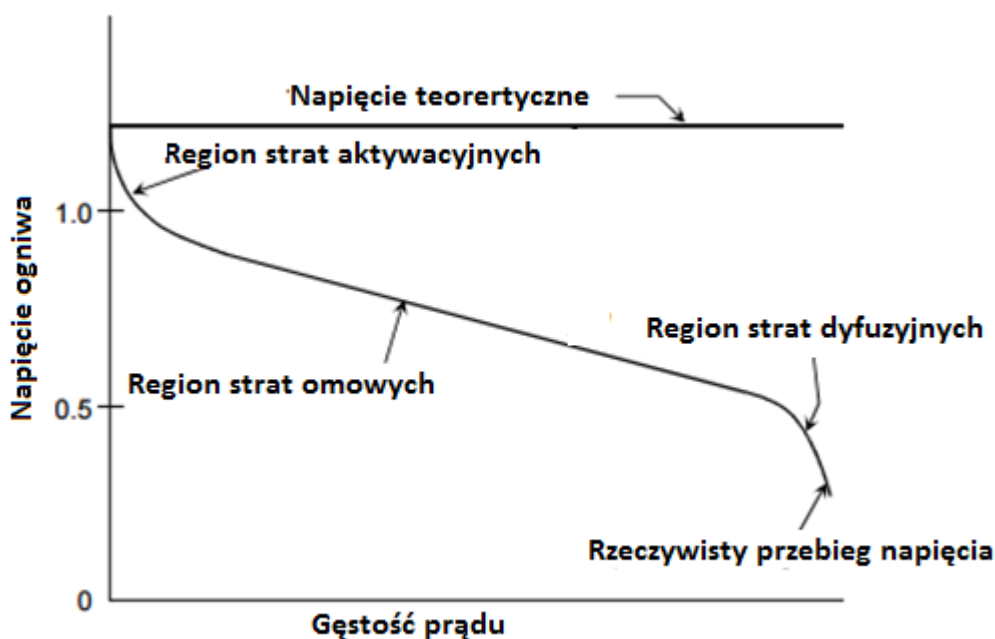 Napięcie teorertyczne
Region strat aktywacyjnych
1.0
Napięcie ogniwa
Region strat dyfuzyjnych
Region strat omowych
0.5
Rzeczywisty przebieg napięcia
0
Gęstość prądu